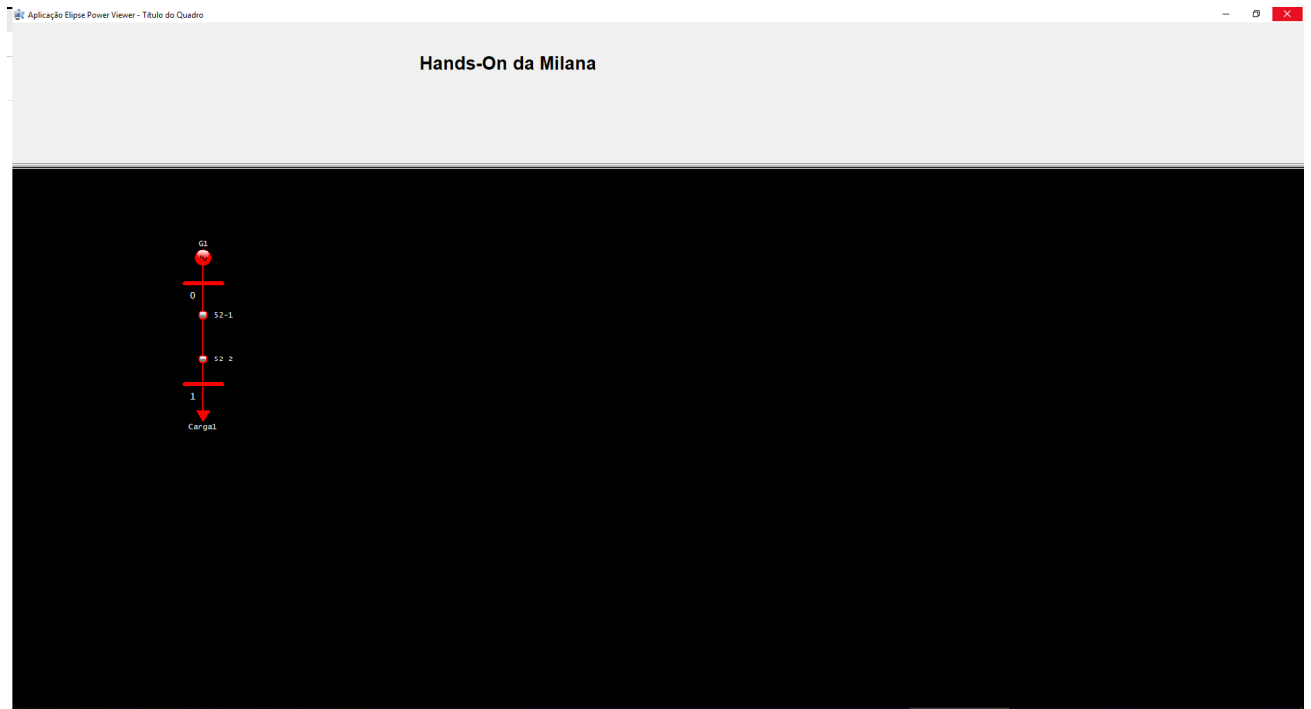 Aplicação Elipse Power Viewer - Título do Quadro
Hands-On da Milana
G1
0
52-1
52 2
1
Carga1